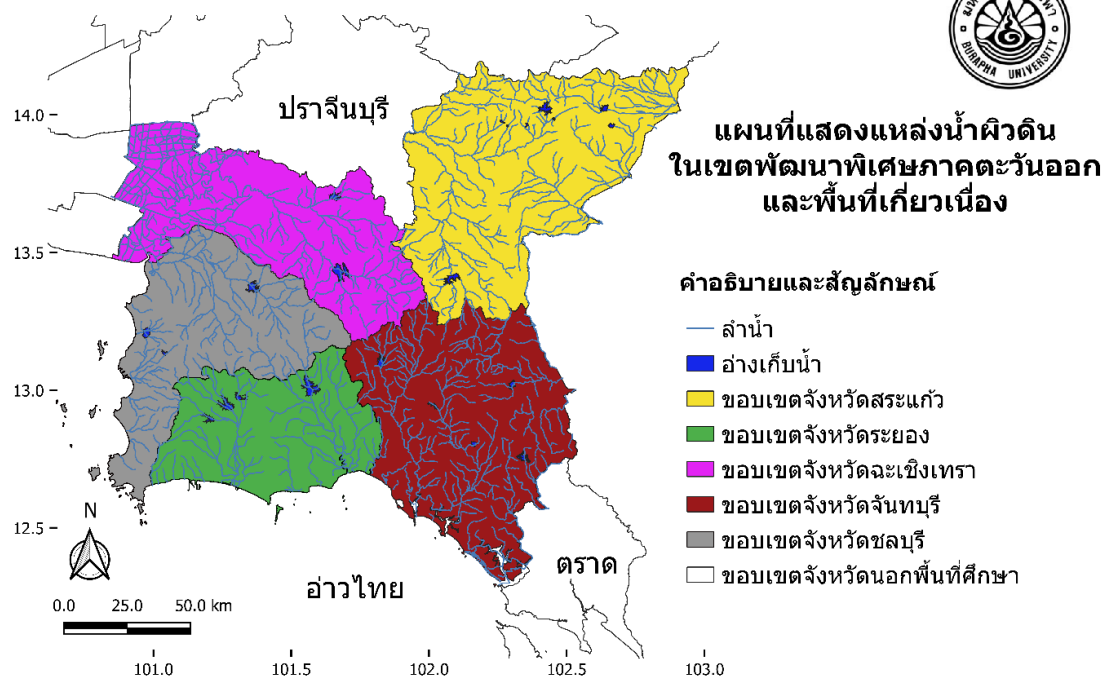 BURAPHA UNIVERSITY
แผนที่แสดงแหล่งน้ำผิวดิน
ในเขตพัฒนาพิเศษภาคตะวันออก
และพื้นที่เกี่ยวเนื่อง
ปราจีนบุรี
14.0
13.5
13.0
12.5
คำอธิบายและสัญลักษณ์
ลำน้ำ
อ่างเก็บน้ำ
ขอบเขตจังหวัดสระแก้ว
ขอบเขตจังหวัดระยอง
ขอบเขตจังหวัดฉะเชิงเทรา
ขอบเขตจังหวัดจันทบุรี
ขอบเขตจังหวัดชลบุรี
ขอบเขตจังหวัดนอกพื้นที่ศึกษา
N
ตราด
อ่าวไทย
0.0 25.0 50.0 km
101.0 101.5 102.0 102.5 103.0